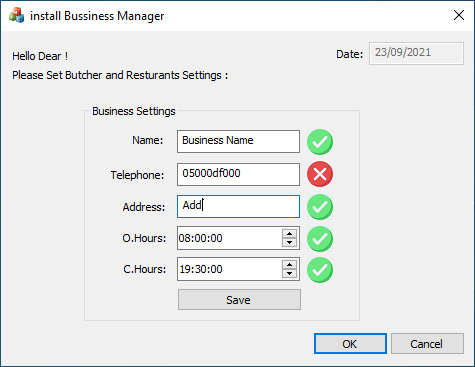 install Bussiness Manager
Hello Dear !
Date: 23/09/2021
Please Set Butcher and Resturants Settings :
Business Settings
Name: Business Name
Telephone: 05000df000
Address: Add
O.Hours: 08:00:00
C.Hours: 19:30:00
Save
OK Cancel